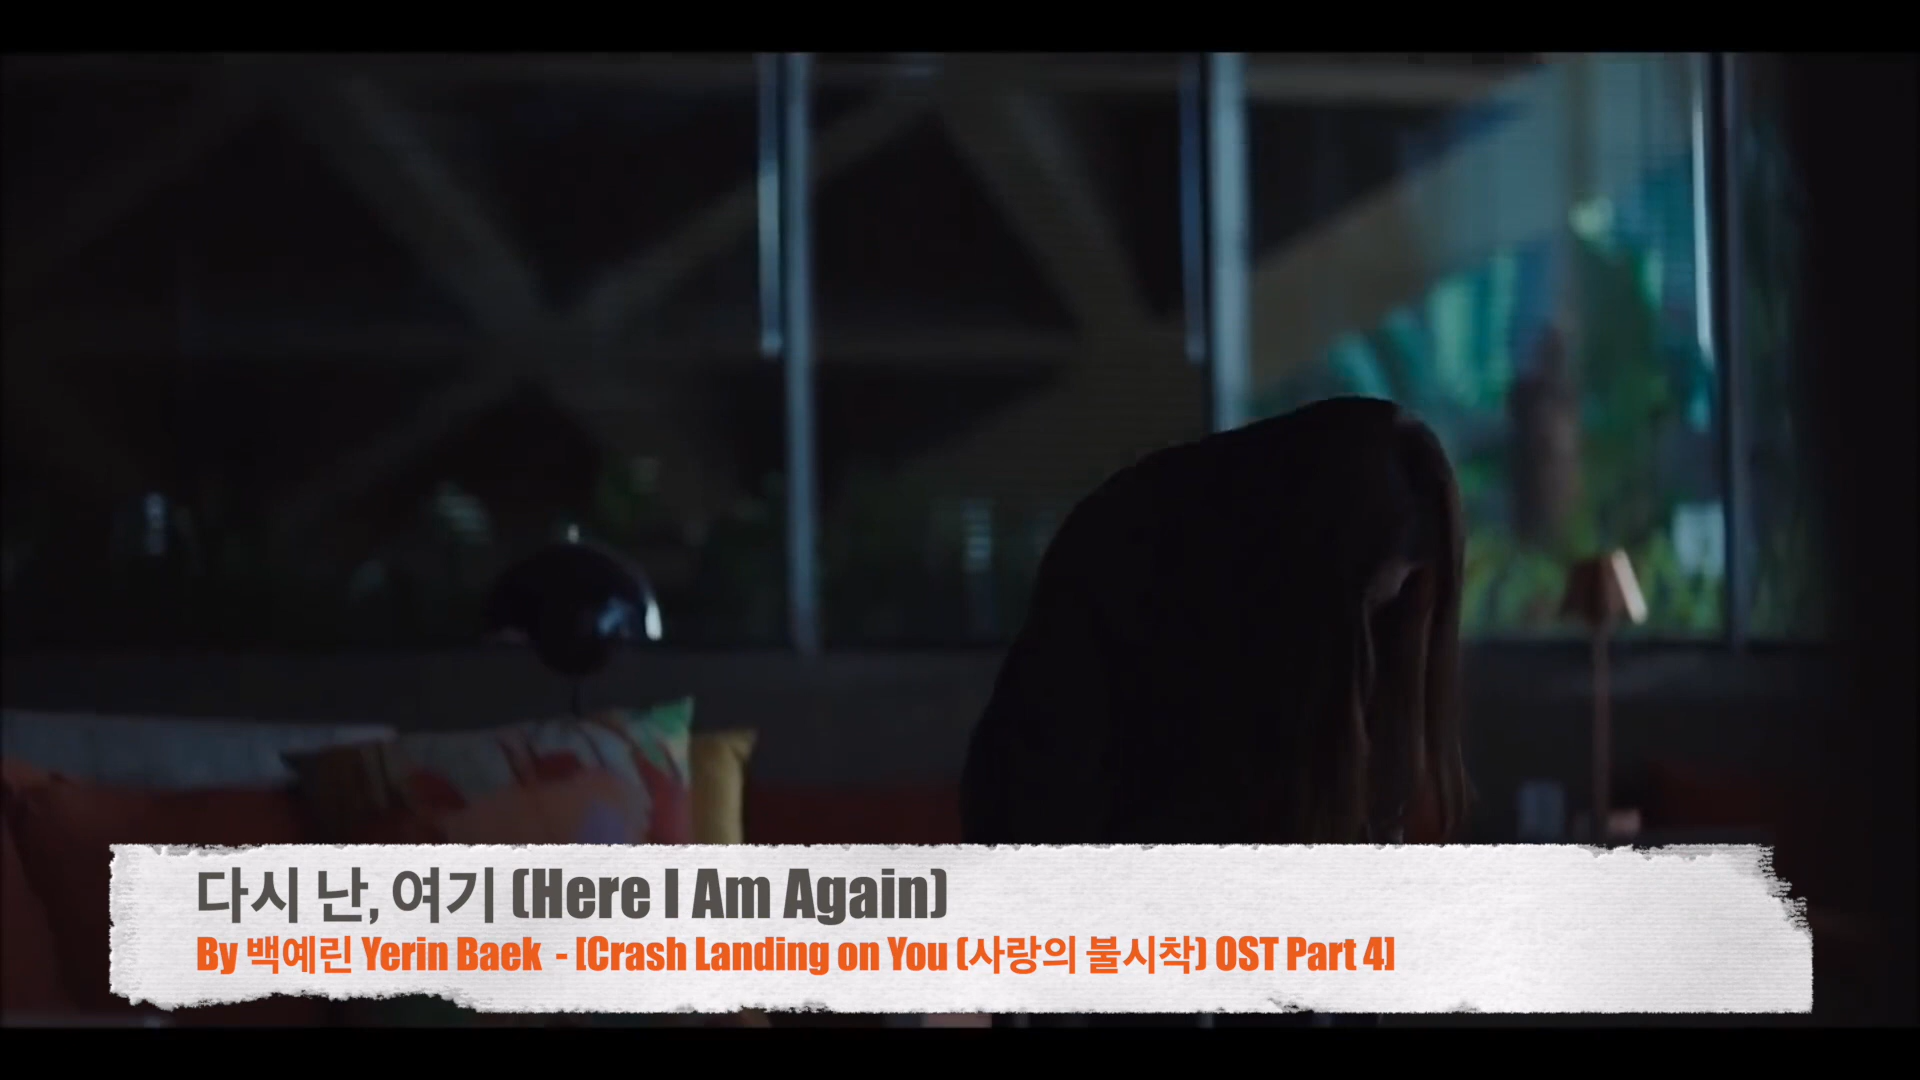 다시 난, 여기 (Here I Am Again)
By 백예린 Yerin Baek - [Crash Landing on You (사랑의 불시착) OST Part 4]